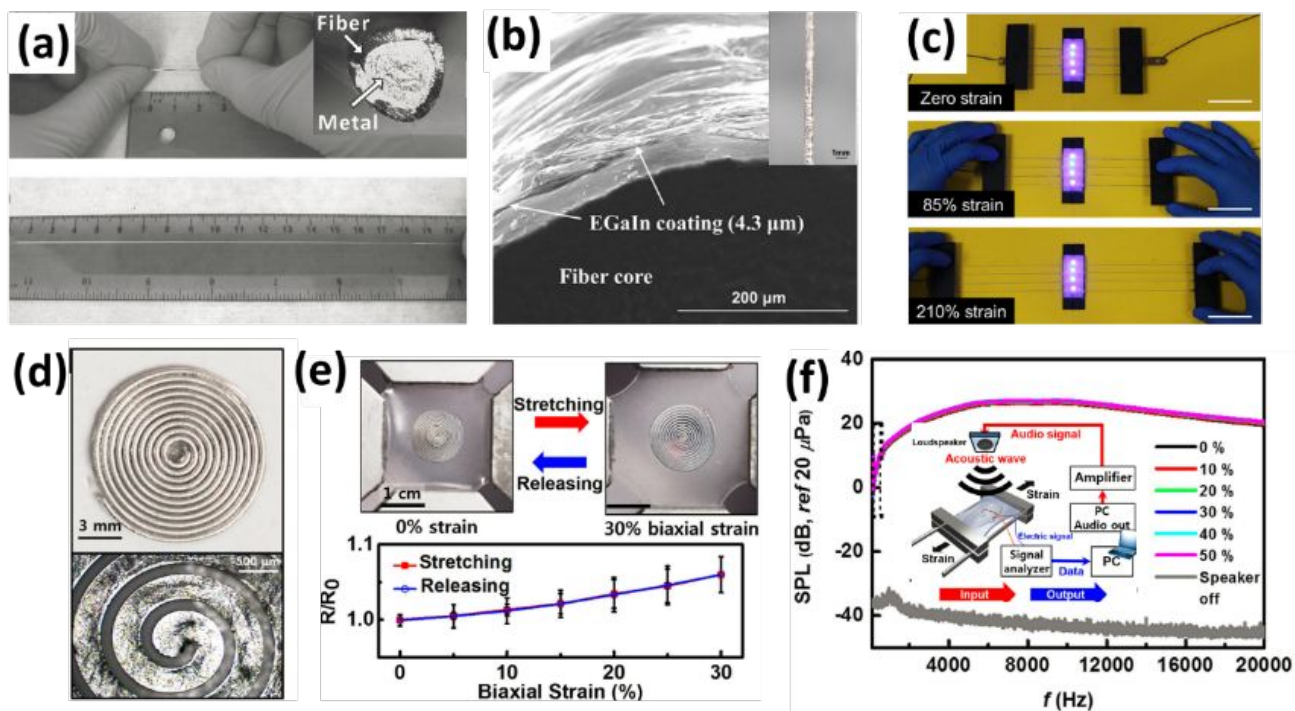 (a)
Fiber
Metal
(b)
1mm
EGaIn coating (4.3 µm)
Fiber core
200 µm
(c)
Zero strain
85% strain
210% strain
(d)
3 mm
500 µm
(e)
Stretching
Releasing
1 cm
0% strain
30% biaxial strain
1.1
1.0
R/R0
Stretching
Releasing
0 10 20 30
Biaxial Strain (%)
(f)
40
20
0
-20
-40
SPL (dB, ref 20 µPa)
Loudspeaker
Audio signal
Acoustic wave
Amplifier
PC
Audio out
Strain
Strain
Electric signal
Signal
analyzer
Data
PC
Input
Output
0 %
10 %
20 %
30 %
40 %
50 %
Speaker
off
4000 8000 12000 16000 20000
f (Hz)